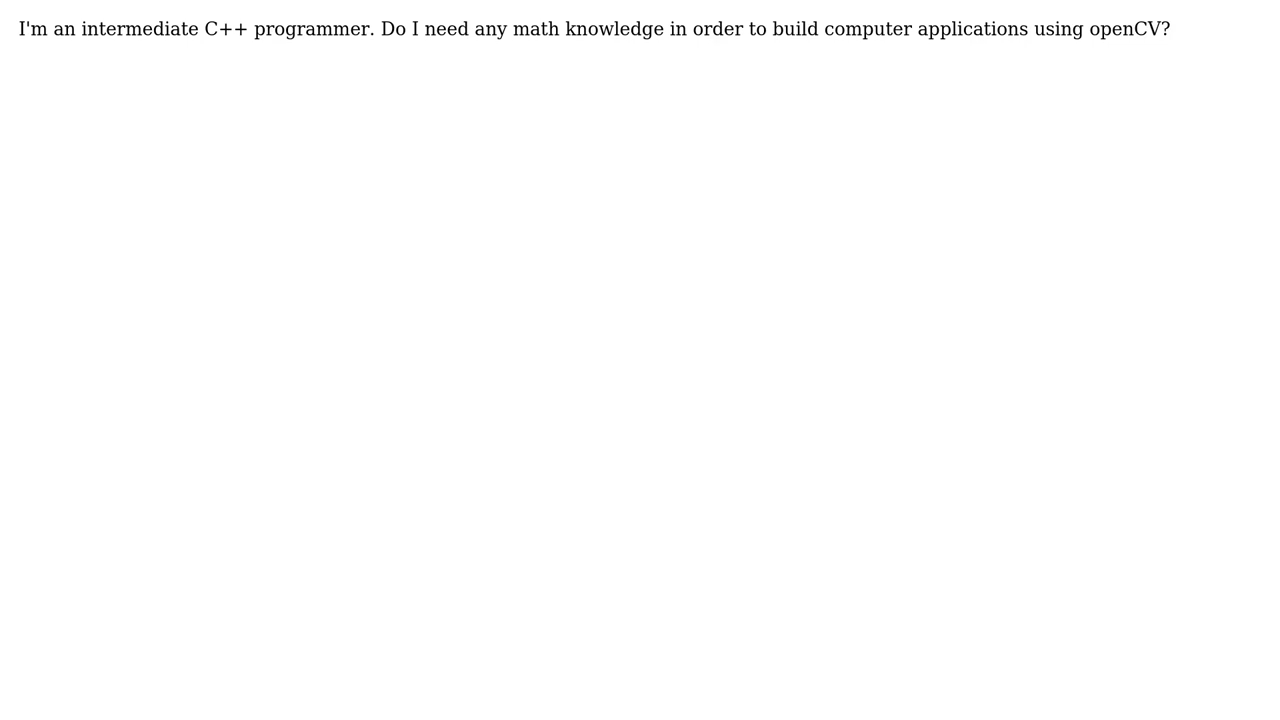 I'm an intermediate C++ programmer. Do I need any math knowledge in order to build computer applications using openCV?